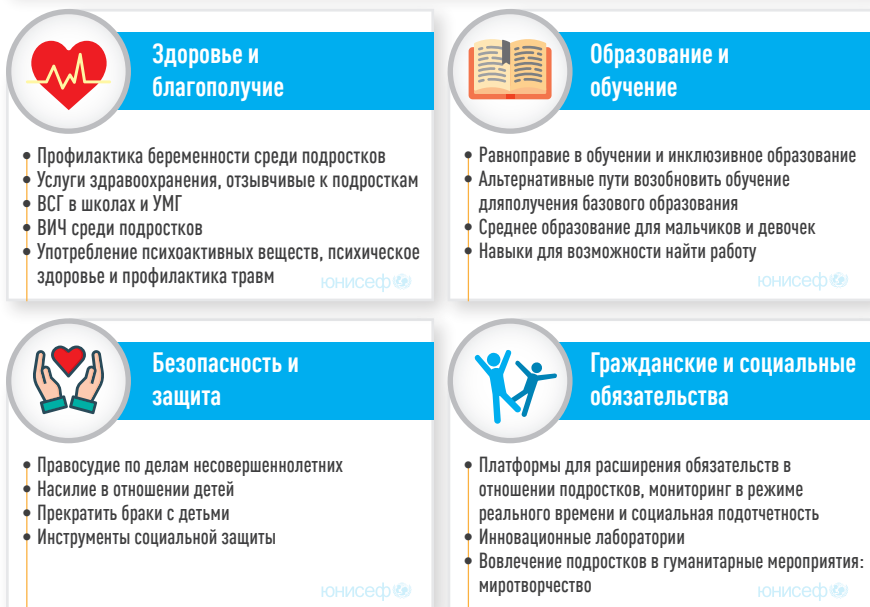 Здоровье и
благополучие
• Профилактика беременности среди подростков
• Услуги здравоохранения, отзывчивые к подросткам
• ВСГ в школах и УМГ
• ВИЧ среди подростков
• Употребление психоактивных веществ, психическое
здоровье и профилактика травм
юнисеф
Образование и
обучение
• Равноправие в обучении и инклюзивное образование
• Альтернативные пути возобновить обучение
дляполучения базового образования
• Среднее образование для мальчиков и девочек
• Навыки для возможности найти работу
юнисеф
Безопасность и
защита
• Правосудие по делам несовершеннолетних
• Насилие в отношении детей
• Прекратить браки с детьми
• Инструменты социальной защиты
юнисеф
Гражданские и социальные
обязательства
• Платформы для расширения обязательств в
отношении подростков, мониторинг в режиме
реального времени и социальная подотчетность
• Инновационные лаборатории
• Вовлечение подростков в гуманитарные мероприятия:
миротворчество
юнисеф